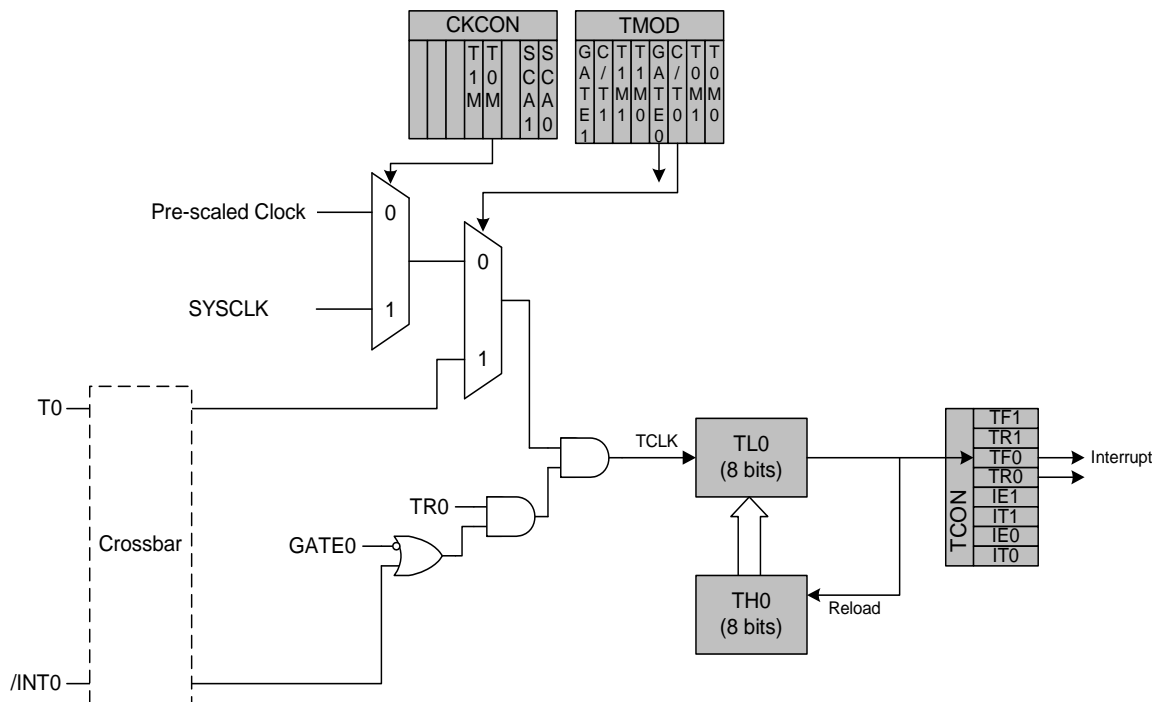 CKCON
TMOD
T1M
T0M
SCA1
SCA0
GATE1
C/T1
T1M1
T1M0
GATE0
C/T0
T0M1
T0M0
Pre-scaled Clock
0
SYSCLK
1
0
1
T0
Crossbar
/INT0
TR0
GATE0
TCLK
TL0
(8 bits)
TH0
(8 bits)
Reload
TCON
TF1
TR1
TF0
TR0
IE1
IT1
IE0
IT0
Interrupt